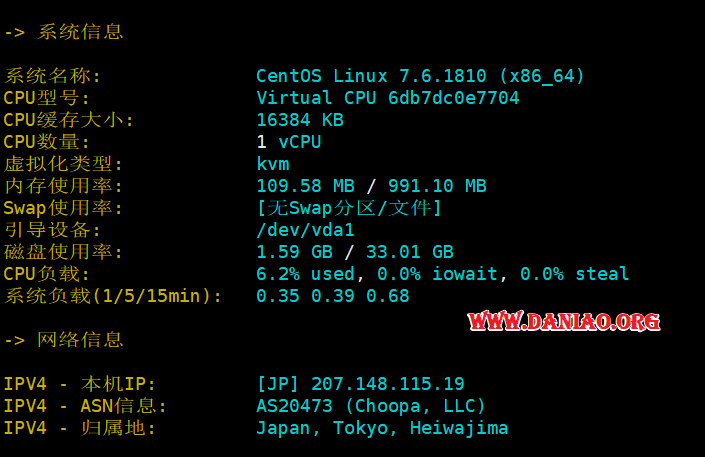 -> 系统信息
系统名称: CentOS Linux 7.6.1810 (x86_64)
CPU型号: Virtual CPU 6db7dc0e7704
CPU缓存大小: 16384 KB
CPU数量: 1 vCPU
虚拟化类型: kvm
内存使用率: 109.58 MB / 991.10 MB
Swap使用率: [无Swap分区/文件]
引导设备: /dev/vda1
磁盘使用率: 1.59 GB / 33.01 GB
CPU负载: 6.2% used, 0.0% iowait, 0.0% steal
系统负载(1/5/15min): 0.35 0.39 0.68
WWW.DANIAO.ORG
-> 网络信息
IPV4 - 本机IP: [JP] 207.148.115.19
IPV4 - ASN信息: AS20473 (Choopa, LLC)
IPV4 - 归属地: Japan, Tokyo, Heiwajima